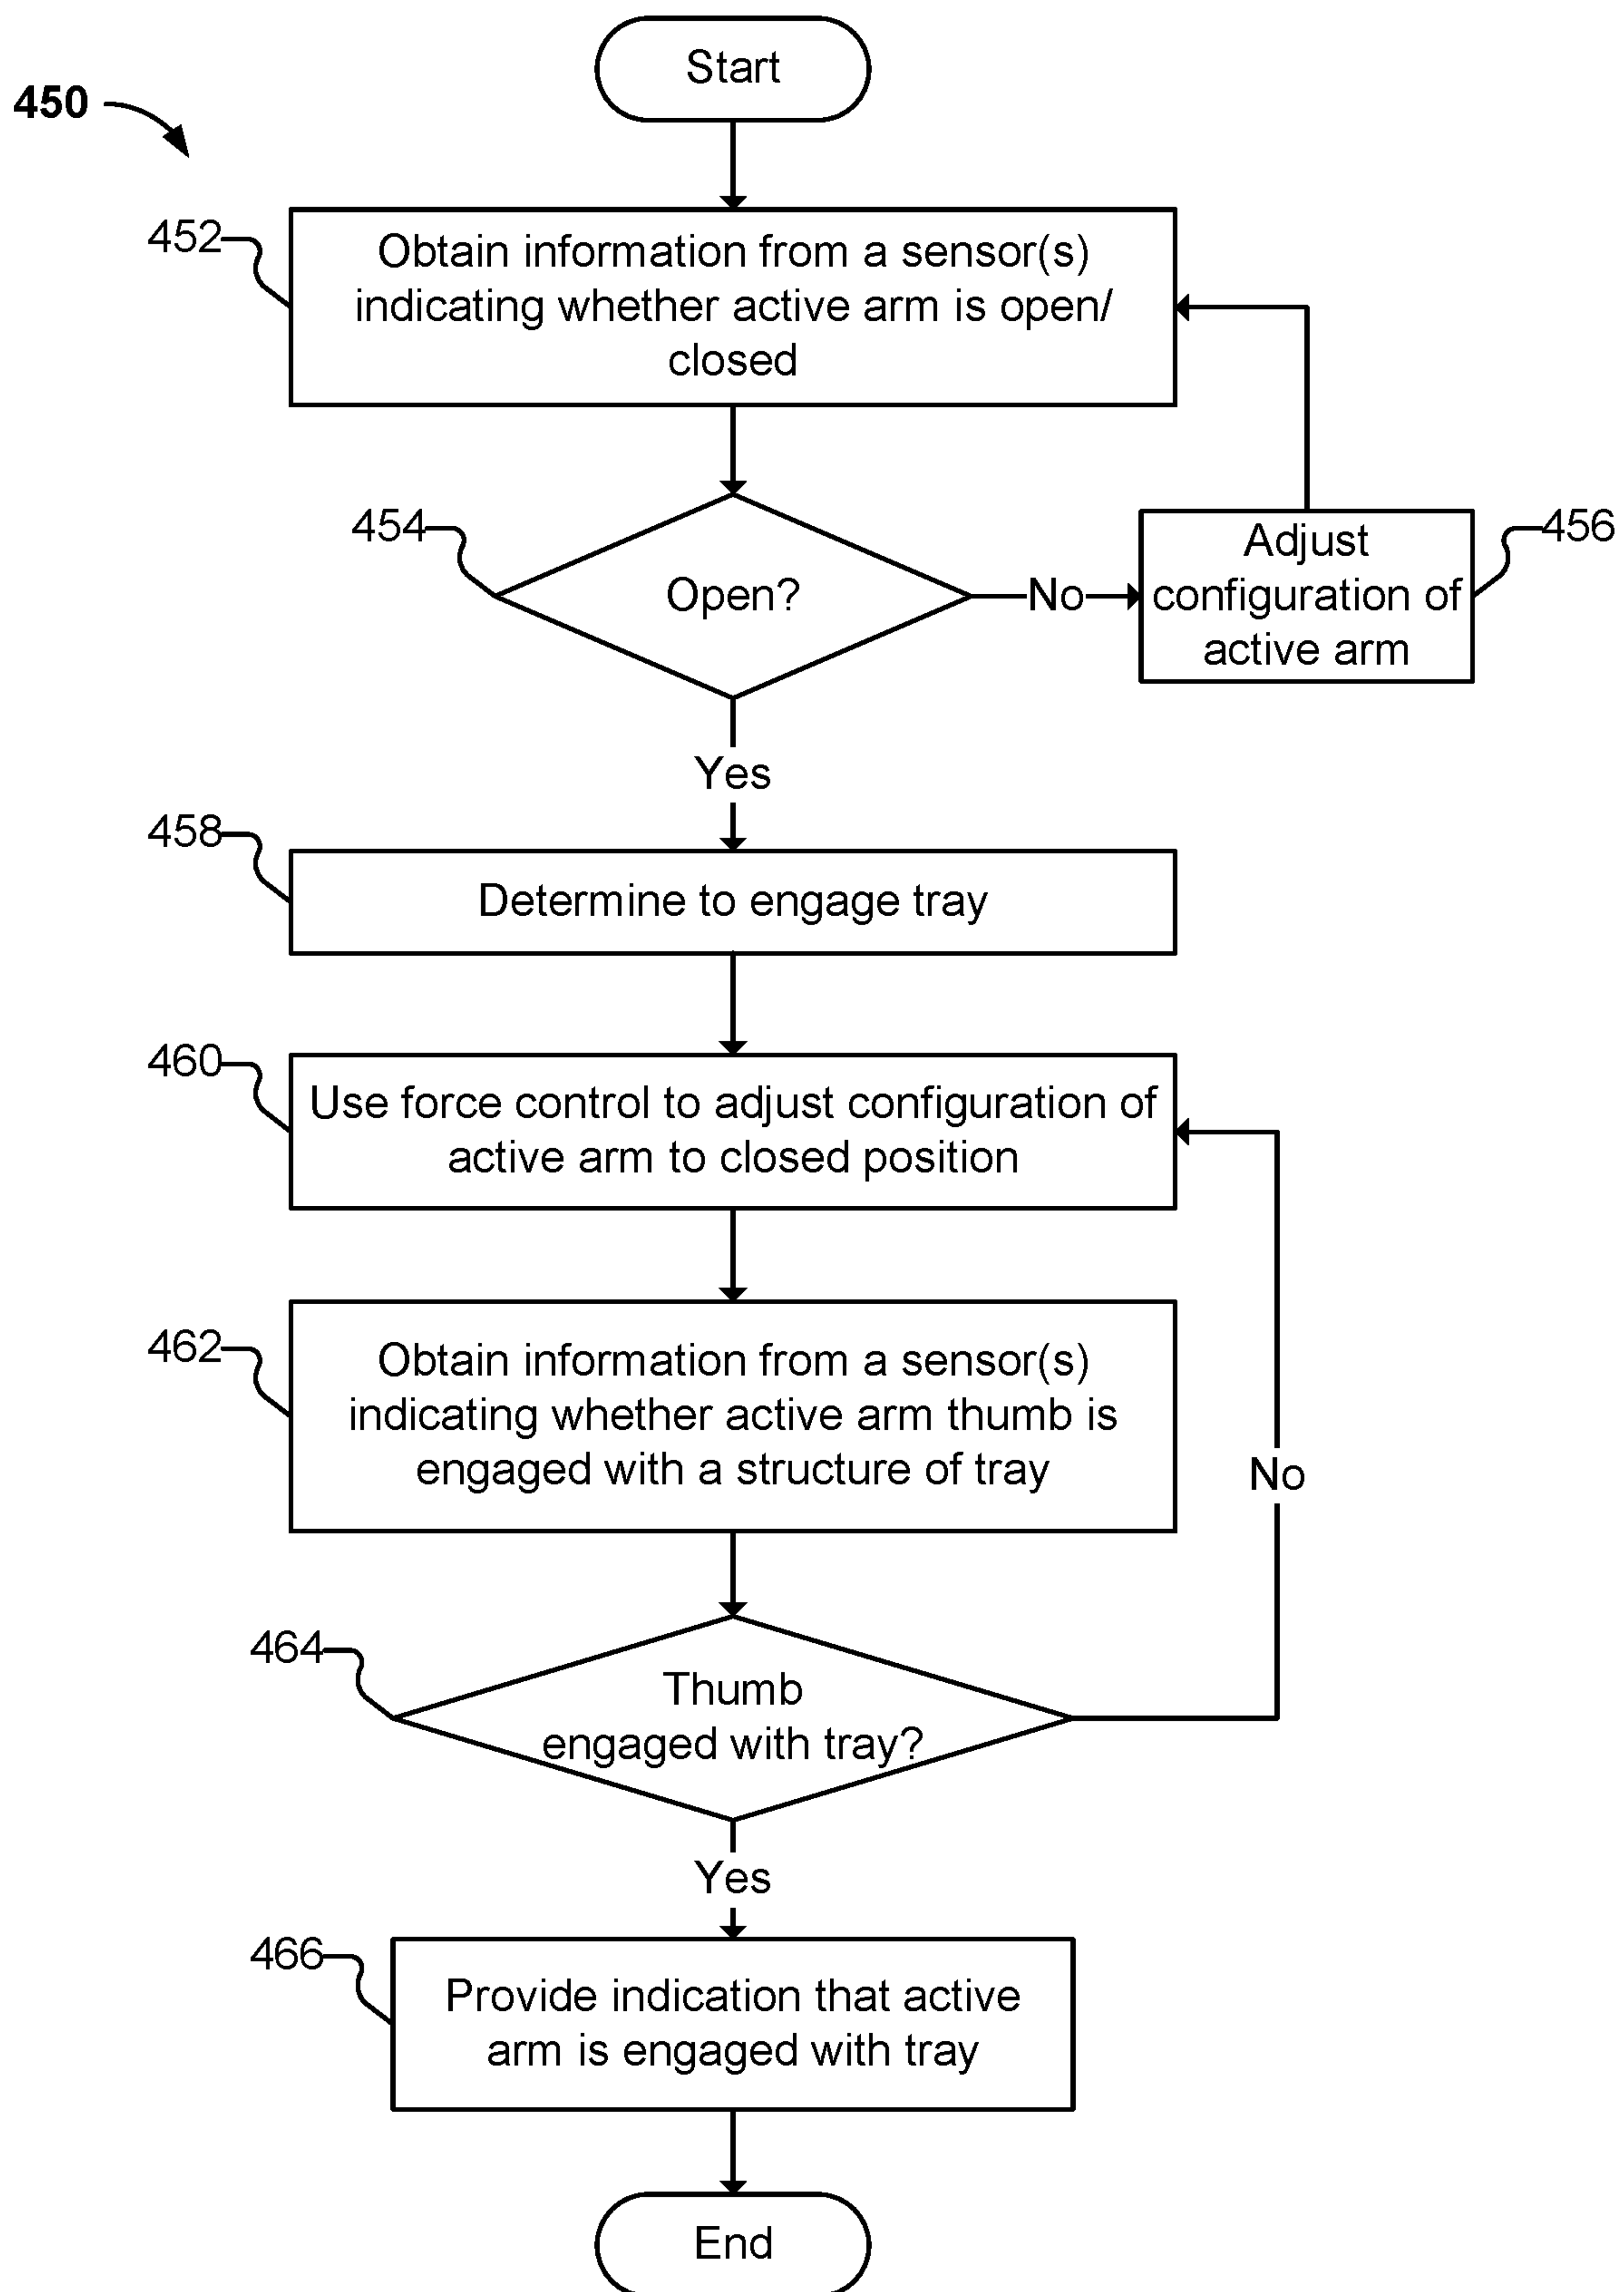 Start
450
452
Obtain information from a sensor(s)
indicating whether active arm is open/
closed
454
Open?
No
Adjust
configuration of
active arm
456
Yes
458
Determine to engage tray
460
Use force control to adjust configuration of
active arm to closed position
462
Obtain information from a sensor(s)
indicating whether active arm thumb is
engaged with a structure of tray
No
464
Thumb
engaged with tray?
Yes
466
Provide indication that active
arm is engaged with tray
End